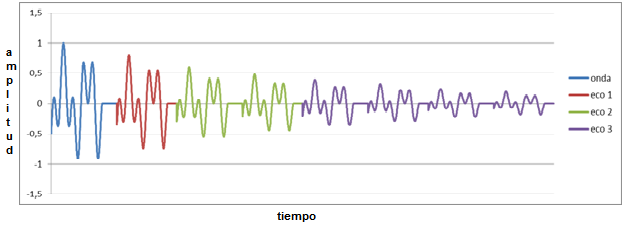 1,5
1
0,5
0
-0,5
-1
-1,5
amplitud
tiempo
onda
eco 1
eco 2
eco 3